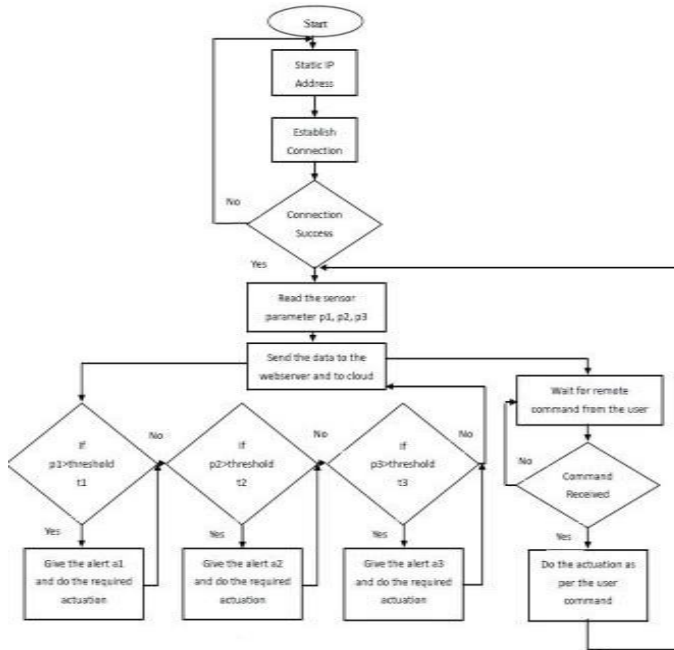 Start
Static IP
Address
Establish
Connection
No
Connection
Success
Yes
Read the sensor
parameter p1, p2, p3
Send the data to the
webserver and to cloud
Wait for remote
command from the user
If
p1>threshold
t1
No
If
p2>threshold
t2
No
If
p3>threshold
t3
No
No
Command
Received
Yes
Yes
Yes
Yes
Give the alert a1
and do the required
actuation
Give the alert a2
and do the required
actuation
Give the alert a3
and do the required
actuation
Do the actuation as
per the user
command